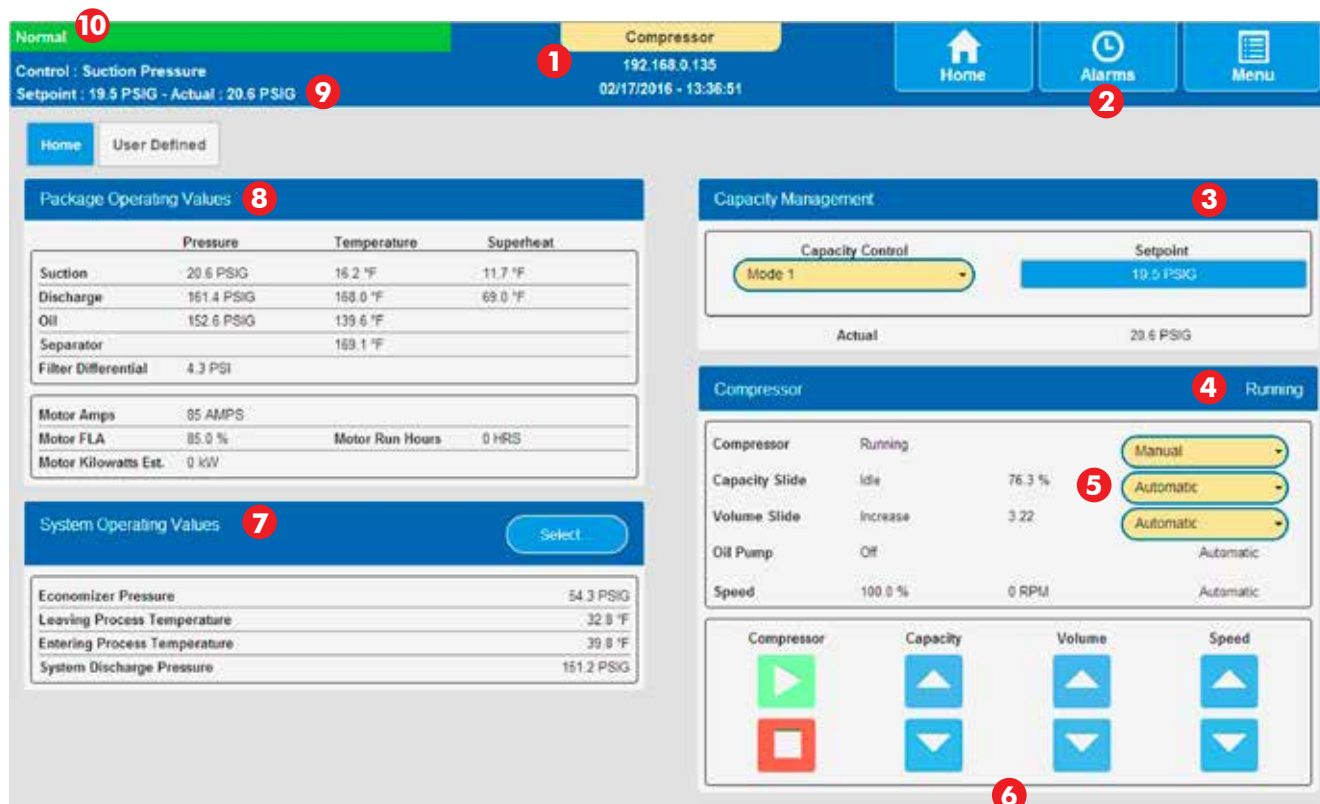 Normal 10
Control : Suction Pressure
Setpoint : 19.5 PSIG - Actual : 20.6 PSIG 9
1 Compressor
192.168.0.135
02/17/2016 - 13:36:51
Home
Alarms
2
Menu
Home User Defined
Package Operating Values 8
Pressure Temperature Superheat
Suction 20.6 PSIG 16.2 °F 11.7 °F
Discharge 161.4 PSIG 168.0 °F 69.0 °F
Oil 152.6 PSIG 139.6 °F
Separator 169.1 °F
Filter Differential 4.3 PSI
Motor Amps 85 AMPS
Motor FLA 85.0 % Motor Run Hours 0 HRS
Motor Kilowatts Est. 0 kW
System Operating Values 7 Select...
Economizer Pressure 54.3 PSIG
Leaving Process Temperature 32.8 °F
Entering Process Temperature 39.8 °F
System Discharge Pressure 151.2 PSIG
Capacity Management 3
Capacity Control Setpoint
Mode 1 19.5 PSIG
Actual 20.6 PSIG
Compressor 4 Running
Compressor Running Manual
Capacity Slide Idle 76.3 % 5 Automatic
Volume Slide Increase 3.22 Automatic
Oil Pump Off Automatic
Speed 100.0 % 0 RPM Automatic
Compressor Capacity Volume Speed
6